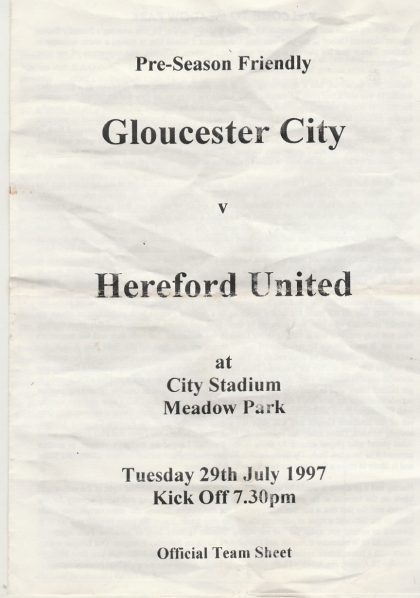 Pre-Season Friendly
Gloucester City
v
Hereford United
at
City Stadium
Meadow Park
Tuesday 29th July 1997
Kick Off 7.30pm
Official Team Sheet